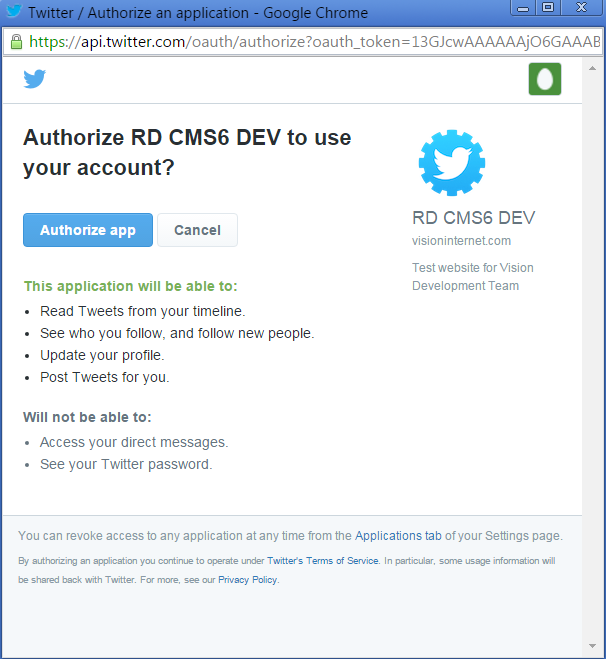 Twitter / Authorize an application - Google Chrome
https://api.twitter.com/oauth/authorize?oauth_token=13GJcwAAAAAAjO6GAAAB
Authorize RD CMS6 DEV to use
your account?
Authorize app
Cancel
This application will be able to:
Read Tweets from your timeline.
See who you follow, and follow new people.
Update your profile.
Post Tweets for you.
Will not be able to:
Access your direct messages.
See your Twitter password.
RD CMS6 DEV
visioninternet.com
Test website for Vision
Development Team
You can revoke access to any application at any time from the Applications tab of your Settings page.
By authorizing an application you continue to operate under Twitter's Terms of Service. In particular, some usage information will
be shared back with Twitter. For more, see our Privacy Policy.